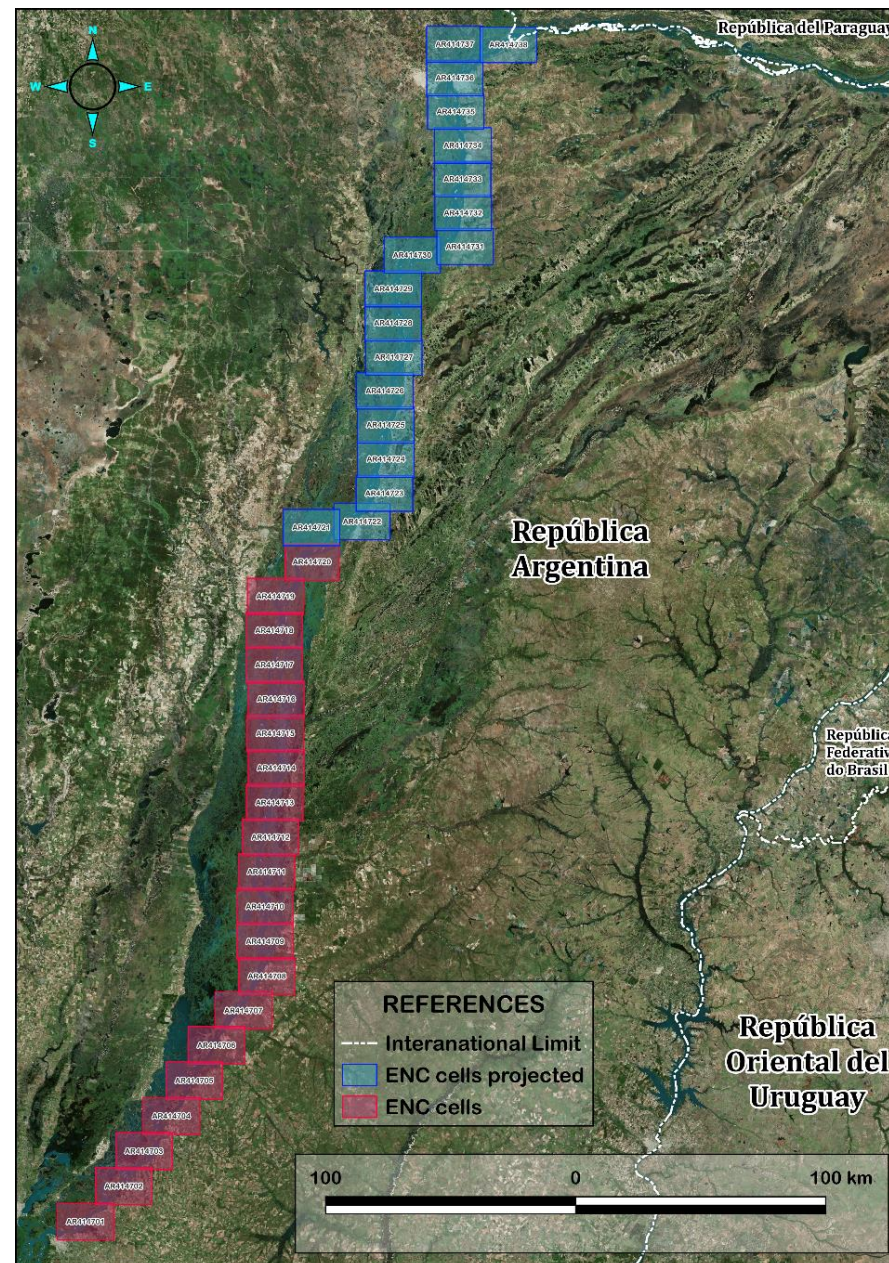 República del Paraguay
N
W E
S
AR414737 AR414738
AR414736
AR414735
AR414734
AR414733
AR414732
AR414731
AR414730
AR414729
AR414728
AR414727
AR414726
AR414725
AR414724
AR414723
AR414722
AR414721
República
Argentina
AR414720
AR414719
AR414718
AR414717
AR414716
AR414715
República
Federativ
do Brasil
AR414714
AR414713
AR414712
AR414711
AR414710
AR414709
AR414708
AR414707
AR414706
AR414705
AR414704
AR414703
AR414702
AR414701
REFERENCES
Interanational Limit
ENC cells projected
ENC cells
República
Oriental del
Uruguay
100 0 100 km